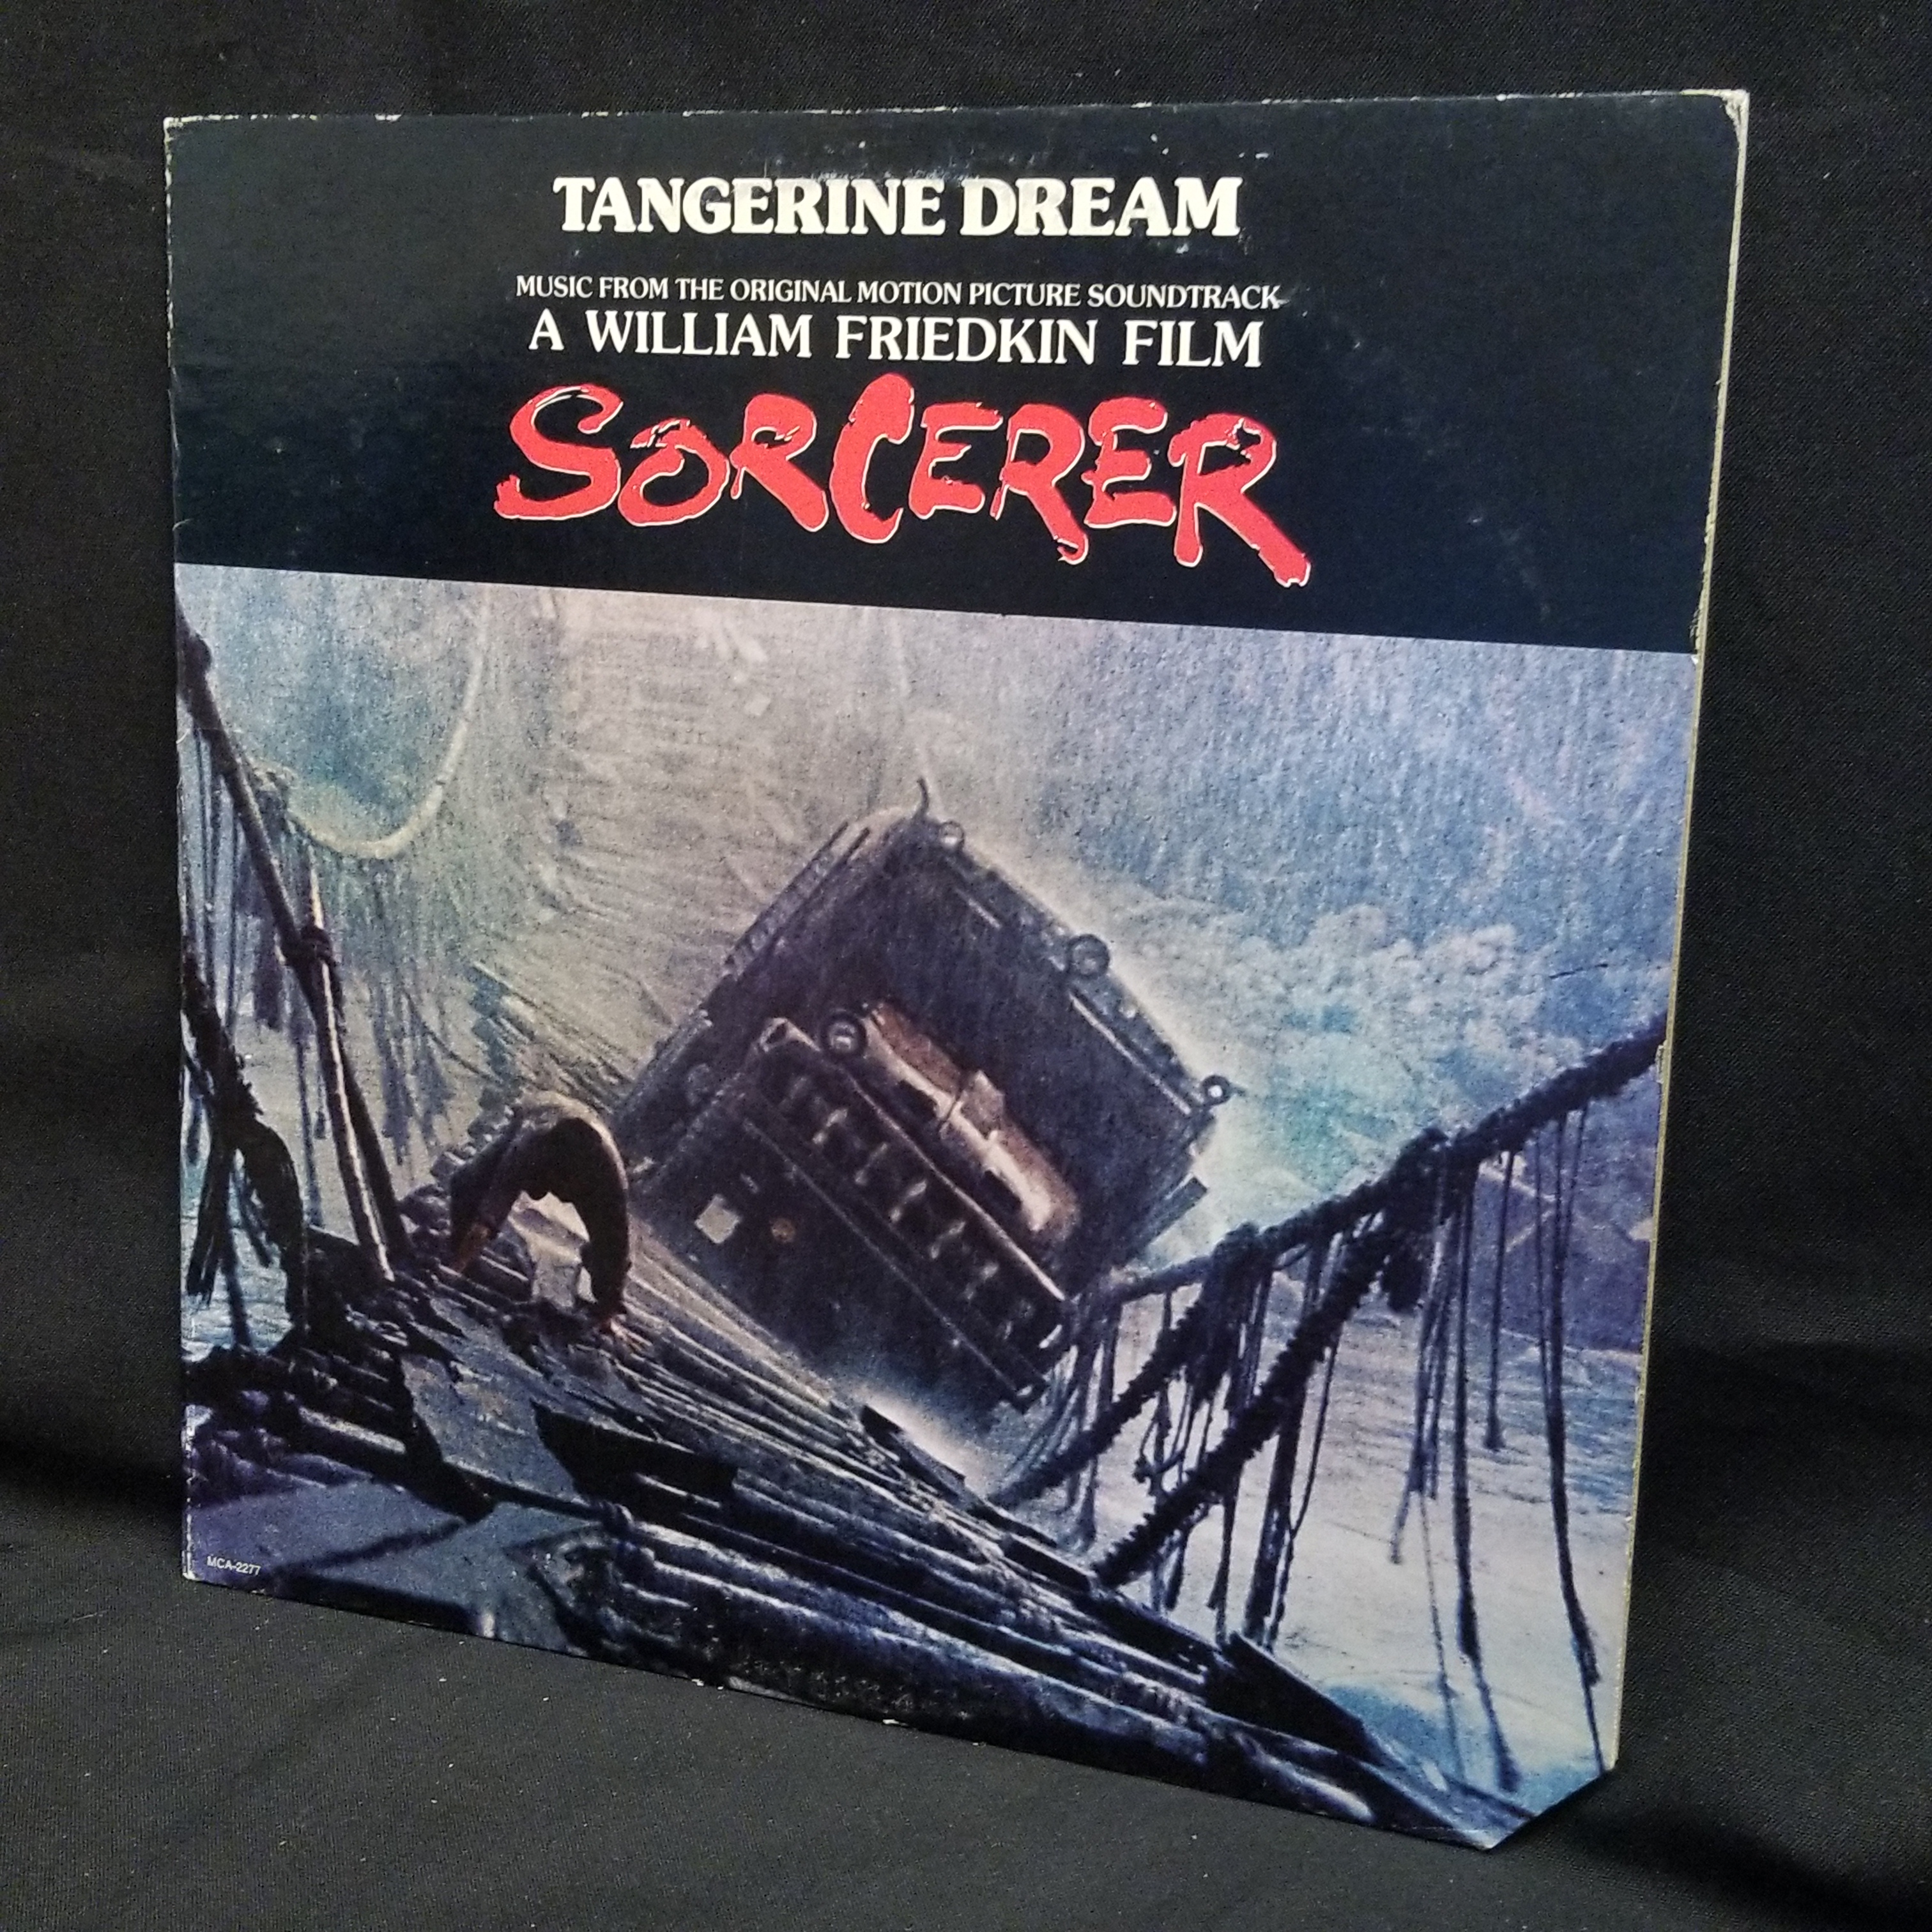 TANGERINE DREAM
MUSIC FROM THE ORIGINAL MOTION PICTURE SOUNDTRACK
A WILLIAM FRIEDKIN FILM
SORCERER
MCA-2277